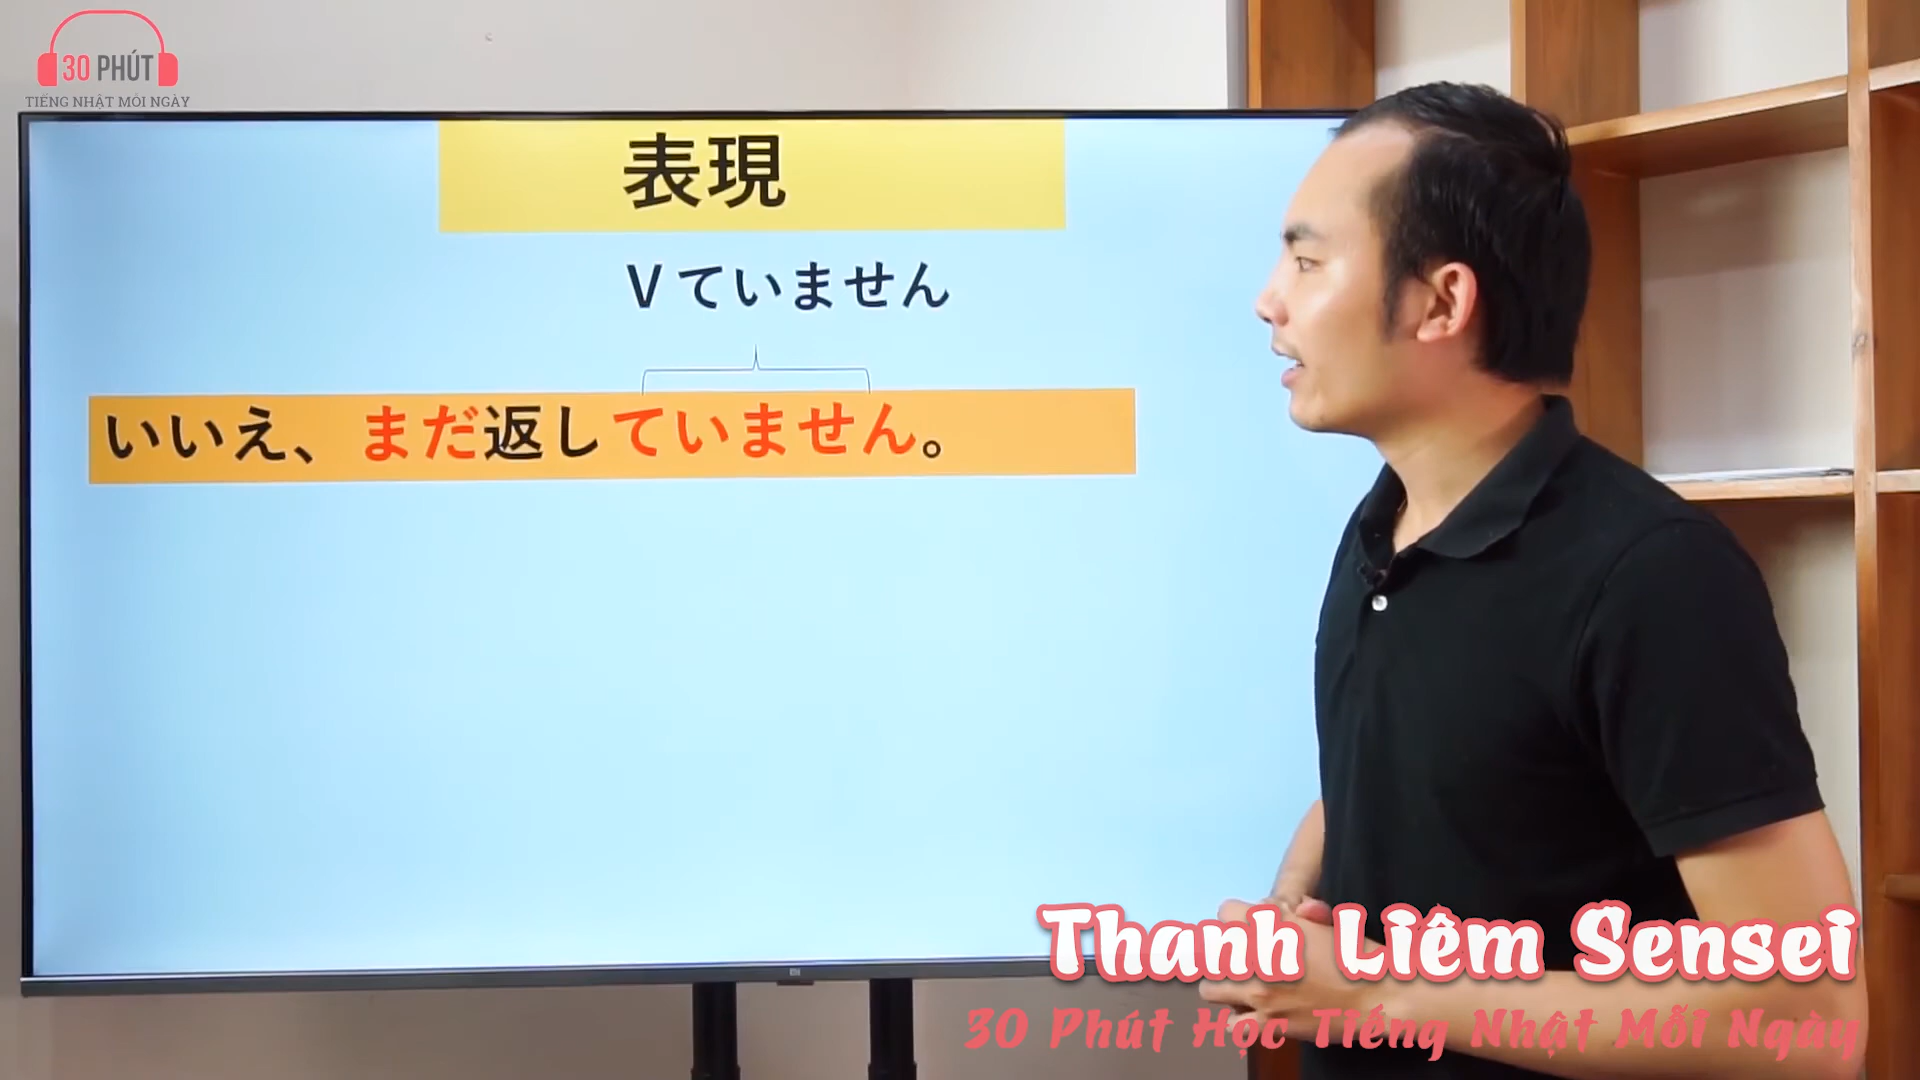 30 PHÚT
TIẾNG NHẬT MỖI NGÀY
表現
Vていません
いいえ、まだ返していません。
Thanh Liêm Sensei
30 Phút Học Tiếng Nhật Mỗi Ngày